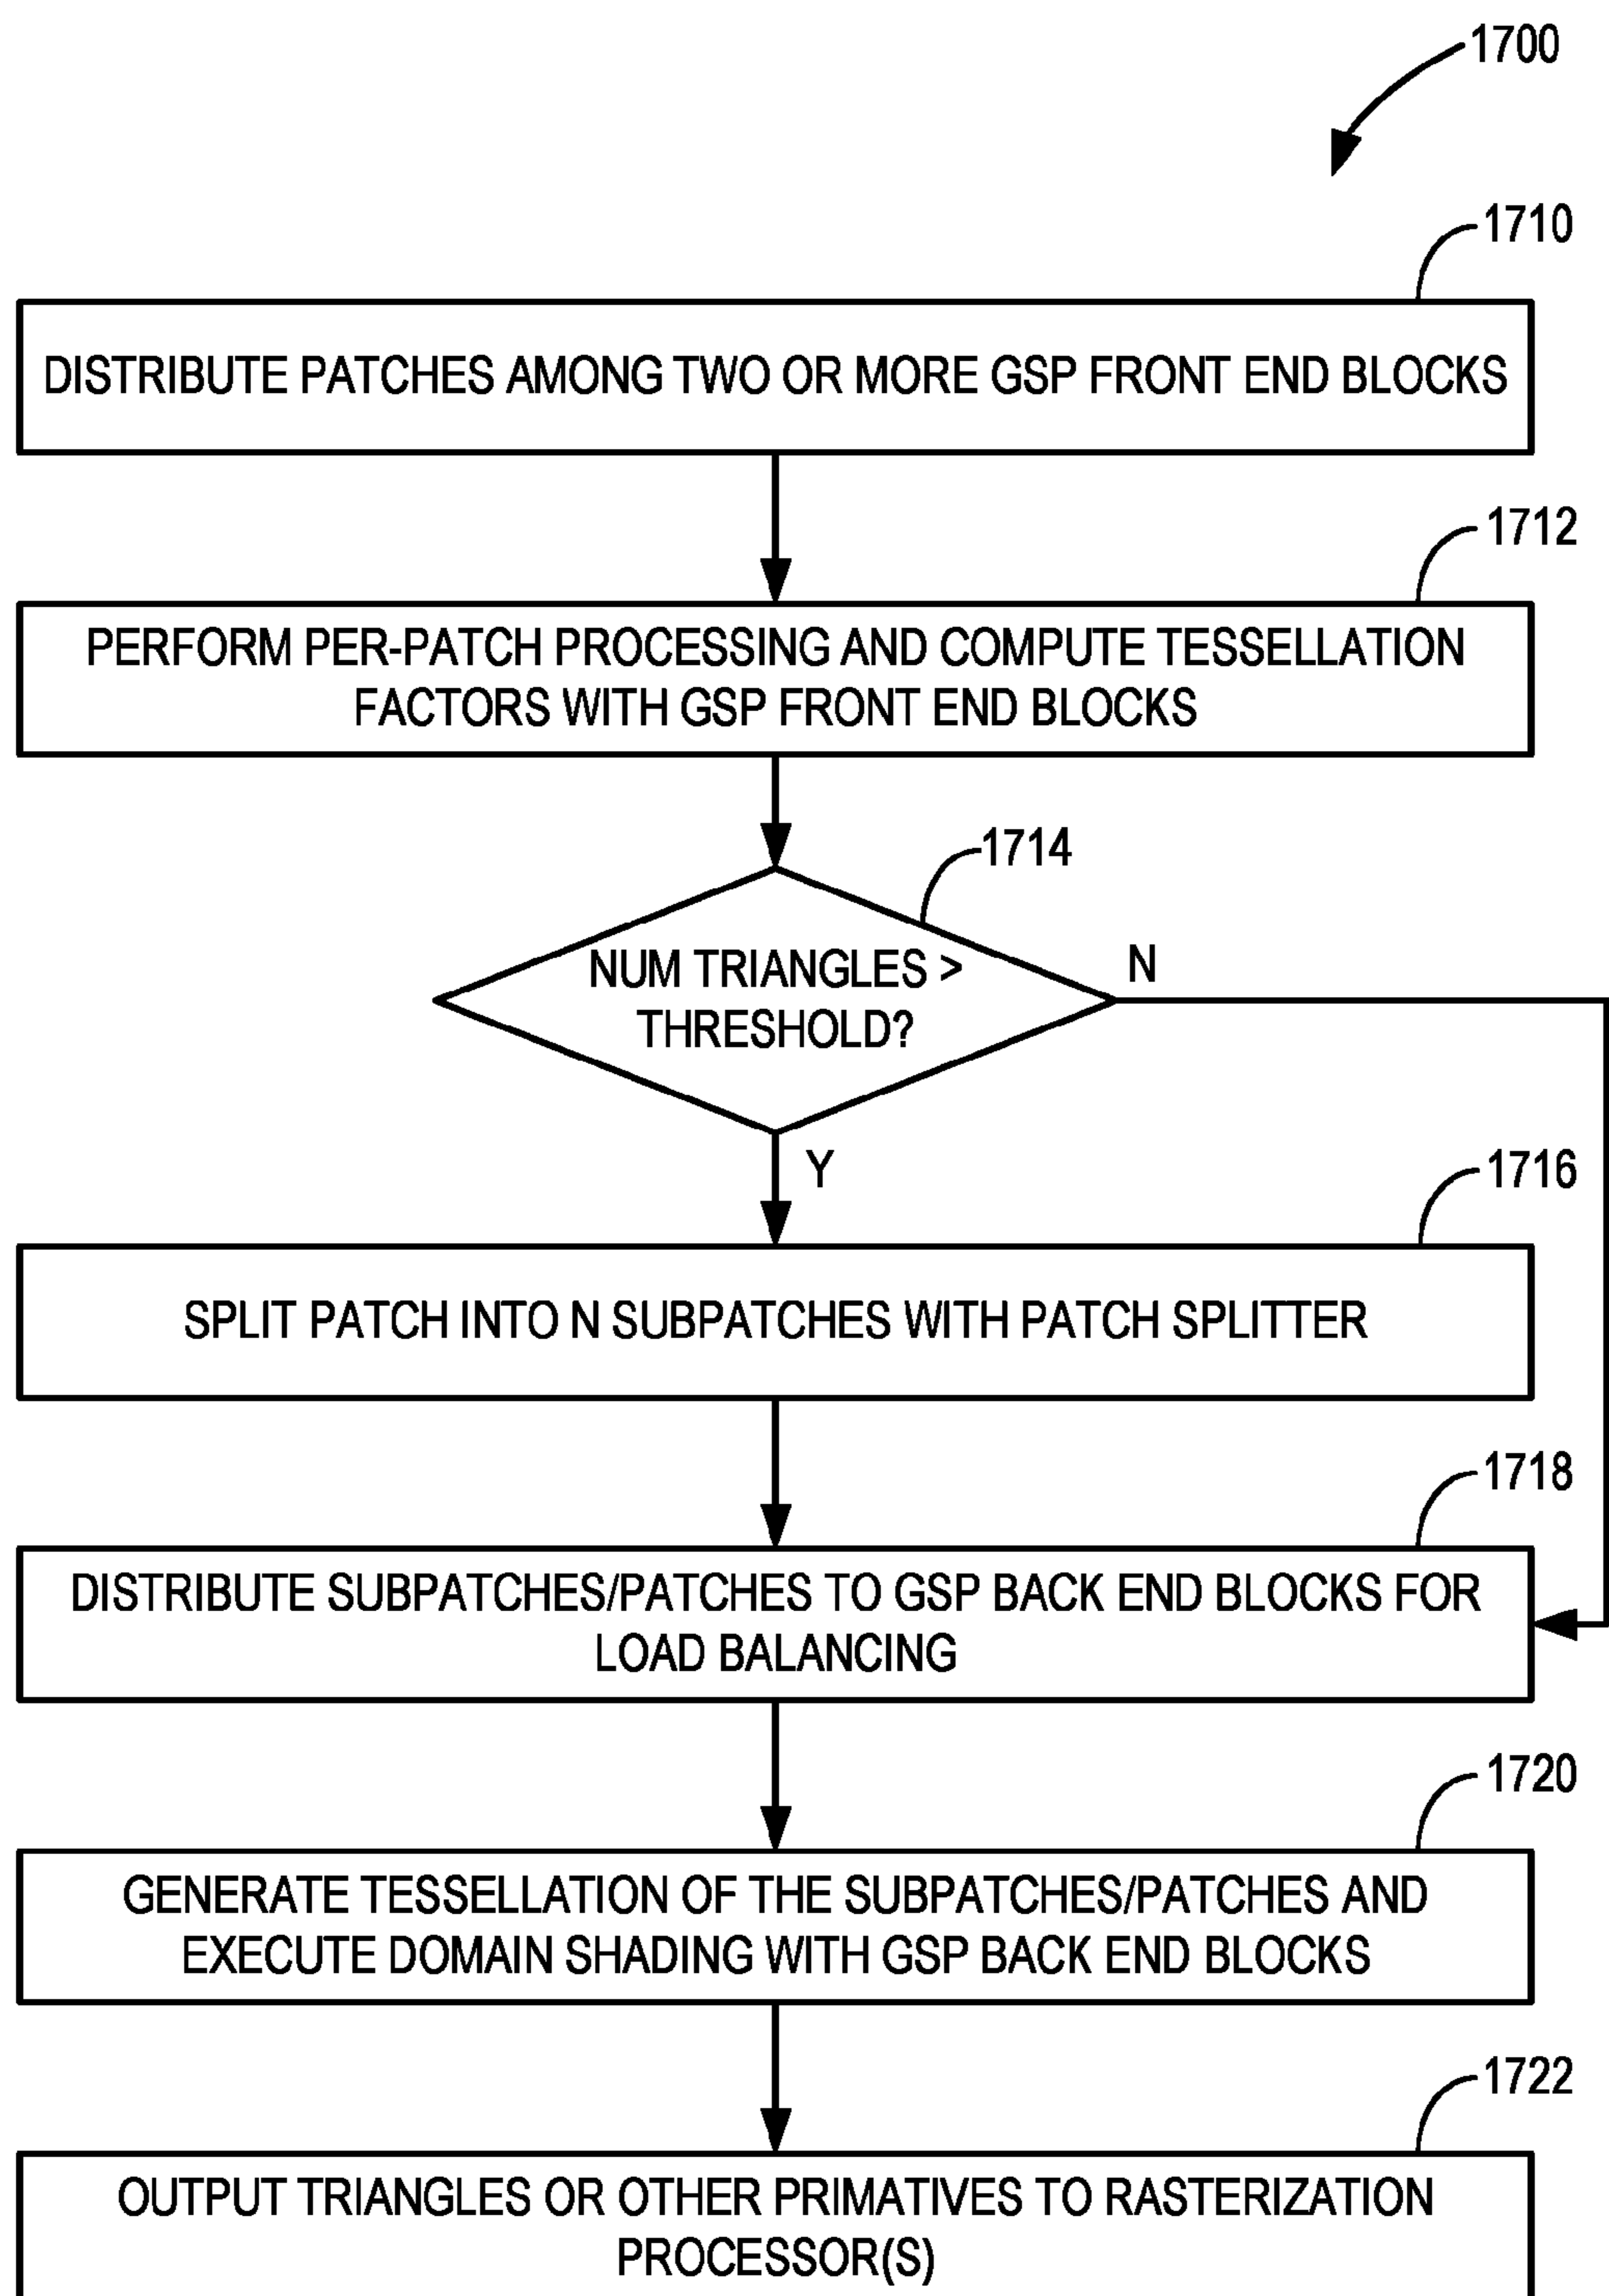 1700
1710
DISTRIBUTE PATCHES AMONG TWO OR MORE GSP FRONT END BLOCKS
1712
PERFORM PER-PATCH PROCESSING AND COMPUTE TESSELLATION
FACTORS WITH GSP FRONT END BLOCKS
1714
NUM TRIANGLES >
THRESHOLD?
N
Y
1716
SPLIT PATCH INTO N SUBPATCHES WITH PATCH SPLITTER
1718
DISTRIBUTE SUBPATCHES/PATCHES TO GSP BACK END BLOCKS FOR
LOAD BALANCING
1720
GENERATE TESSELLATION OF THE SUBPATCHES/PATCHES AND
EXECUTE DOMAIN SHADING WITH GSP BACK END BLOCKS
1722
OUTPUT TRIANGLES OR OTHER PRIMATIVES TO RASTERIZATION
PROCESSOR(S)